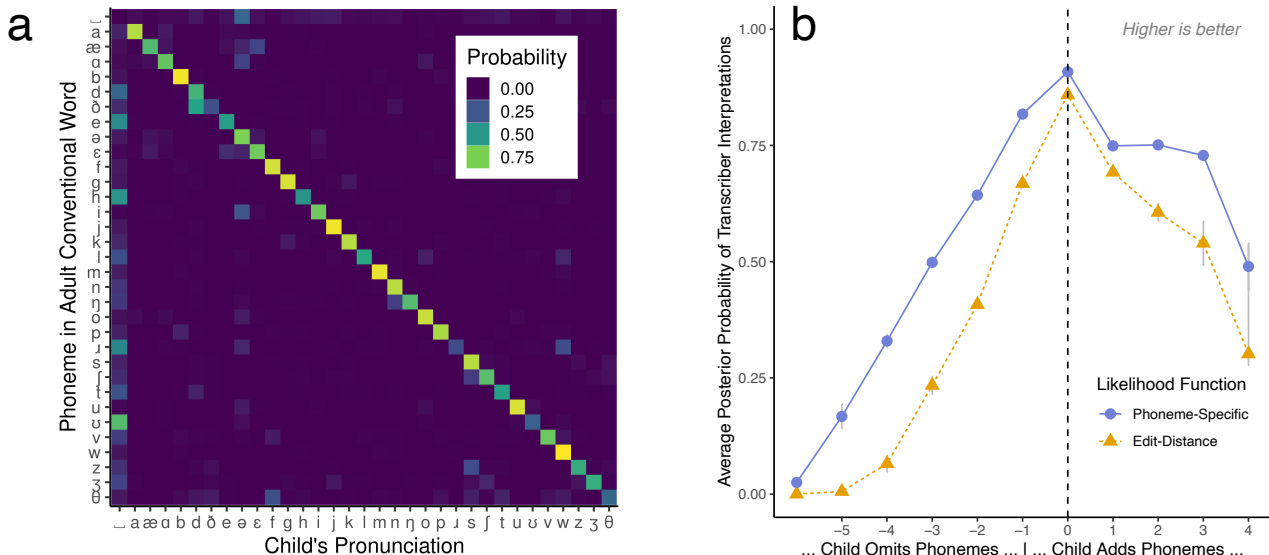 a
Phoneme in Adult Conventional Word
⎵
a
æ
ɑ
b
d
ð
e
ə
ɛ
f
g
h
i
j
k
l
m
n
ŋ
o
p
ɹ
s
ʃ
t
u
ʊ
v
w
z
ʒ
θ
Probability
0.00
0.25
0.50
0.75
⎵ a æ ɑ b d ð e ə ɛ f g h i j k l m n ŋ o p ɹ s ʃ t u ʊ v w z ʒ θ
Child's Pronunciation
b
Higher is better
Average Posterior Probability of Transcriber Interpretations
1.00
0.75
0.50
0.25
0.00
Likelihood Function
Phoneme-Specific
Edit-Distance
-5 -4 -3 -2 -1 0 1 2 3 4
... Child Omits Phonemes ... I ... Child Adds Phonemes ...